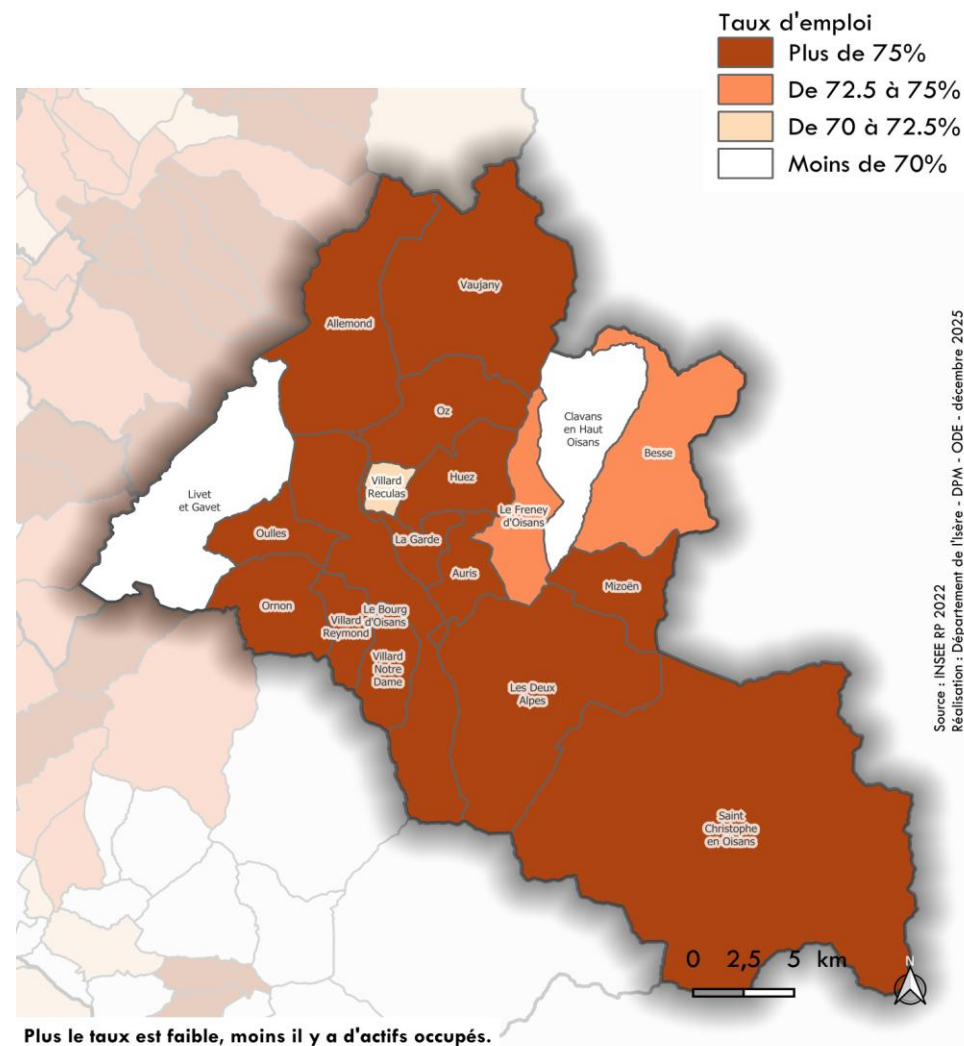 Taux d'emploi
Plus de 75%
De 72.5 à 75%
De 70 à 72.5%
Moins de 70%
Vaujany
Allemond
Oz
Clavans
en Haut
Oisans
Besse
Villard
Reculas
Huez
Livet
et Gavet
Le Freney
d'Oisans
Oulles
La Garde
Auris
Mizoën
Ornon
Villard
Reymond
Le Bourg
d'Oisans
Villard
Notre
Dame
Les Deux
Alpes
Saint
Christophe
en Oisans
Source : INSEE RP 2022
Réalisation : Département de l'Isère - DPM - ODE - décembre 2025
0 2,5 5 km
N
Plus le taux est faible, moins il y a d'actifs occupés.